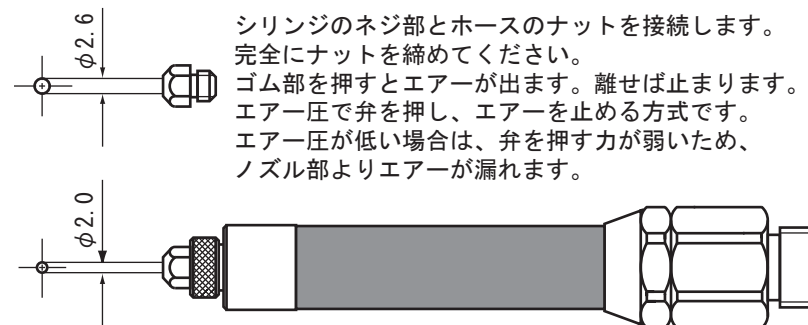 φ2.6
シリンジのネジ部とホースのナットを接続します。
完全にナットを締めてください。
ゴム部を押すとエアーが出ます。離せば止まります。
エアー圧で弁を押し、エアーを止める方式です。
エアー圧が低い場合は、弁を押す力が弱いため、
ノズル部よりエアーが漏れます。
φ2.0